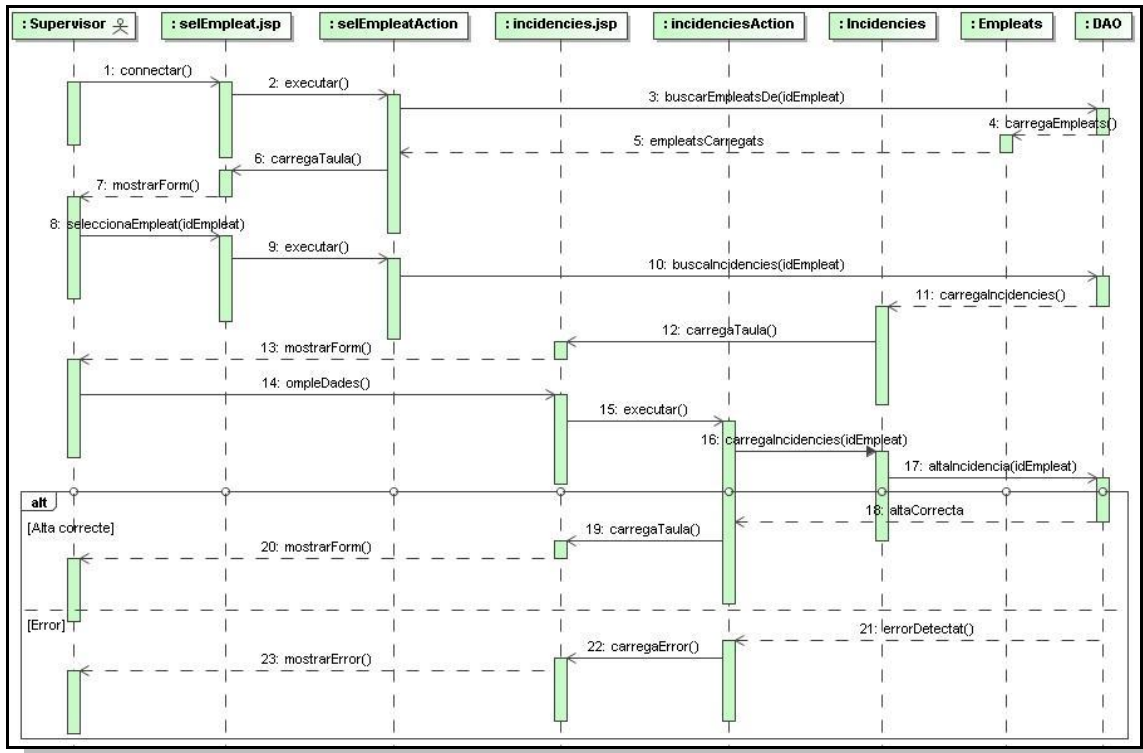 : Supervisor
: selEmpleat.jsp
: selEmpleatAction
: incidencies.jsp
: incidenciesAction
: Incidencies
: Empleats
: DAO
1: connectar()
2: executar()
3: buscarEmpleatsDe(idEmpleat)
4: carregaEmpleats()
5: empleatsCarregats
6: carregaTaula()
7: mostrarForm()
8: seleccionaEmpleat(idEmpleat)
9: executar()
10: buscaIncidencies(idEmpleat)
11: carregaIncidencies()
12: carregaTaula()
13: mostrarForm()
14: ompleDades()
15: executar()
16: carregaIncidencies(idEmpleat)
17: altaIncidencia(idEmpleat)
alt
[Alta correcte]
18: altaCorrecta
19: carregaTaula()
20: mostrarForm()
[Error]
21: errorDetectat()
22: carregaError()
23: mostrarError()